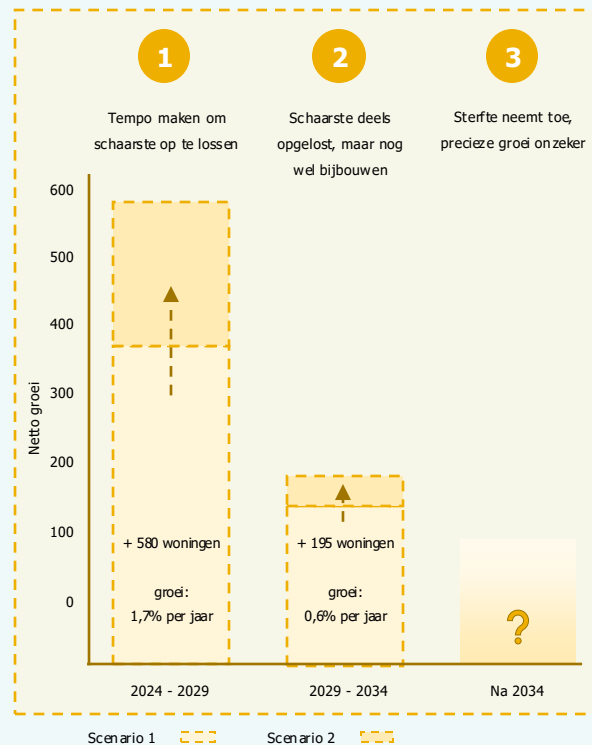 1
Tempo maken om
schaarste op te lossen
2
Schaarste deels
opgelost, maar nog
wel bijbouwen
3
Sterfte neemt toe,
precieze groei onzeker
Netto groei
600
500
400
300
200
100
0
+ 580 woningen
groei:
1,7% per jaar
+ 195 woningen
groei:
0,6% per jaar
?
2024 - 2029
2029 - 2034
Na 2034
Scenario 1
Scenario 2